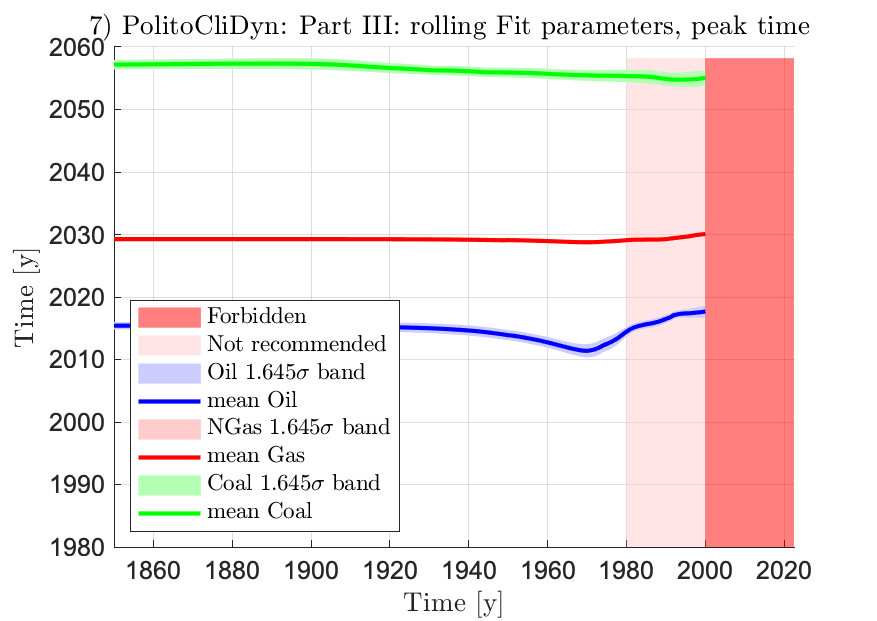 7) PolitoCliDyn: Part III: rolling Fit parameters, peak time
2060
2050
2040
2030
2020
2010
2000
1990
1980
Time [y]
Forbidden
Not recommended
Oil 1.645σ band
mean Oil
NGas 1.645σ band
mean Gas
Coal 1.645σ band
mean Coal
1860 1880 1900 1920 1940 1960 1980 2000 2020
Time [y]